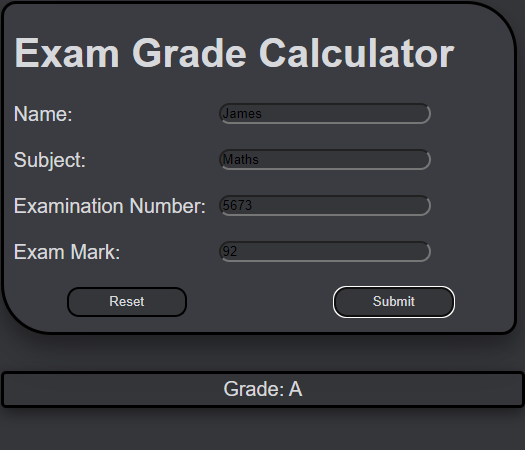 Exam Grade Calculator
Name: James
Subject: Maths
Examination Number: 5673
Exam Mark: 92
Reset Submit
Grade: A